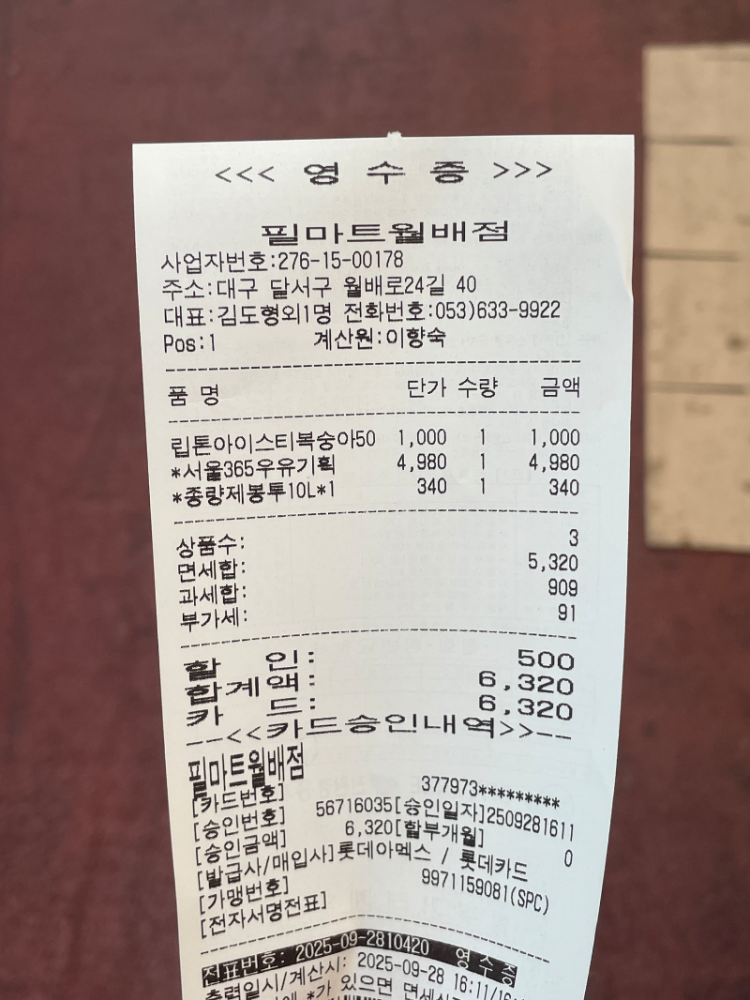 <<< 영 수 증 >>>
필마트월배점
사업자번호:276-15-00178
주소:대구 달서구 월배로24길 40
대표:김도형외1명 전화번호:053)633-9922
Pos:1 계산원:이향숙
품 명 단가 수량 금액
립톤아이스티복숭아50 1,000 1 1,000
*서울365우유기획 4,980 1 4,980
*종량제봉투10L*1 340 1 340
상품수: 3
면세합: 5,320
과세합: 909
부가세: 91
할 인: 500
합계액: 6,320
카 드: 6,320
--<<카드승인내역>>--
필마트월배점
[카드번호] 377973*********
[승인번호] 56716035[승인일자]2509281611
[승인금액] 6,320[할부개월] 0
[발급사/매입사]롯데아멕스 / 롯데카드
[가맹번호] 9971159081(SPC)
[전자서명전표]
전표번호: 2025-09-2810420 영수증
출력일시/계산시: 2025-09-28 16:11
*가 있으면